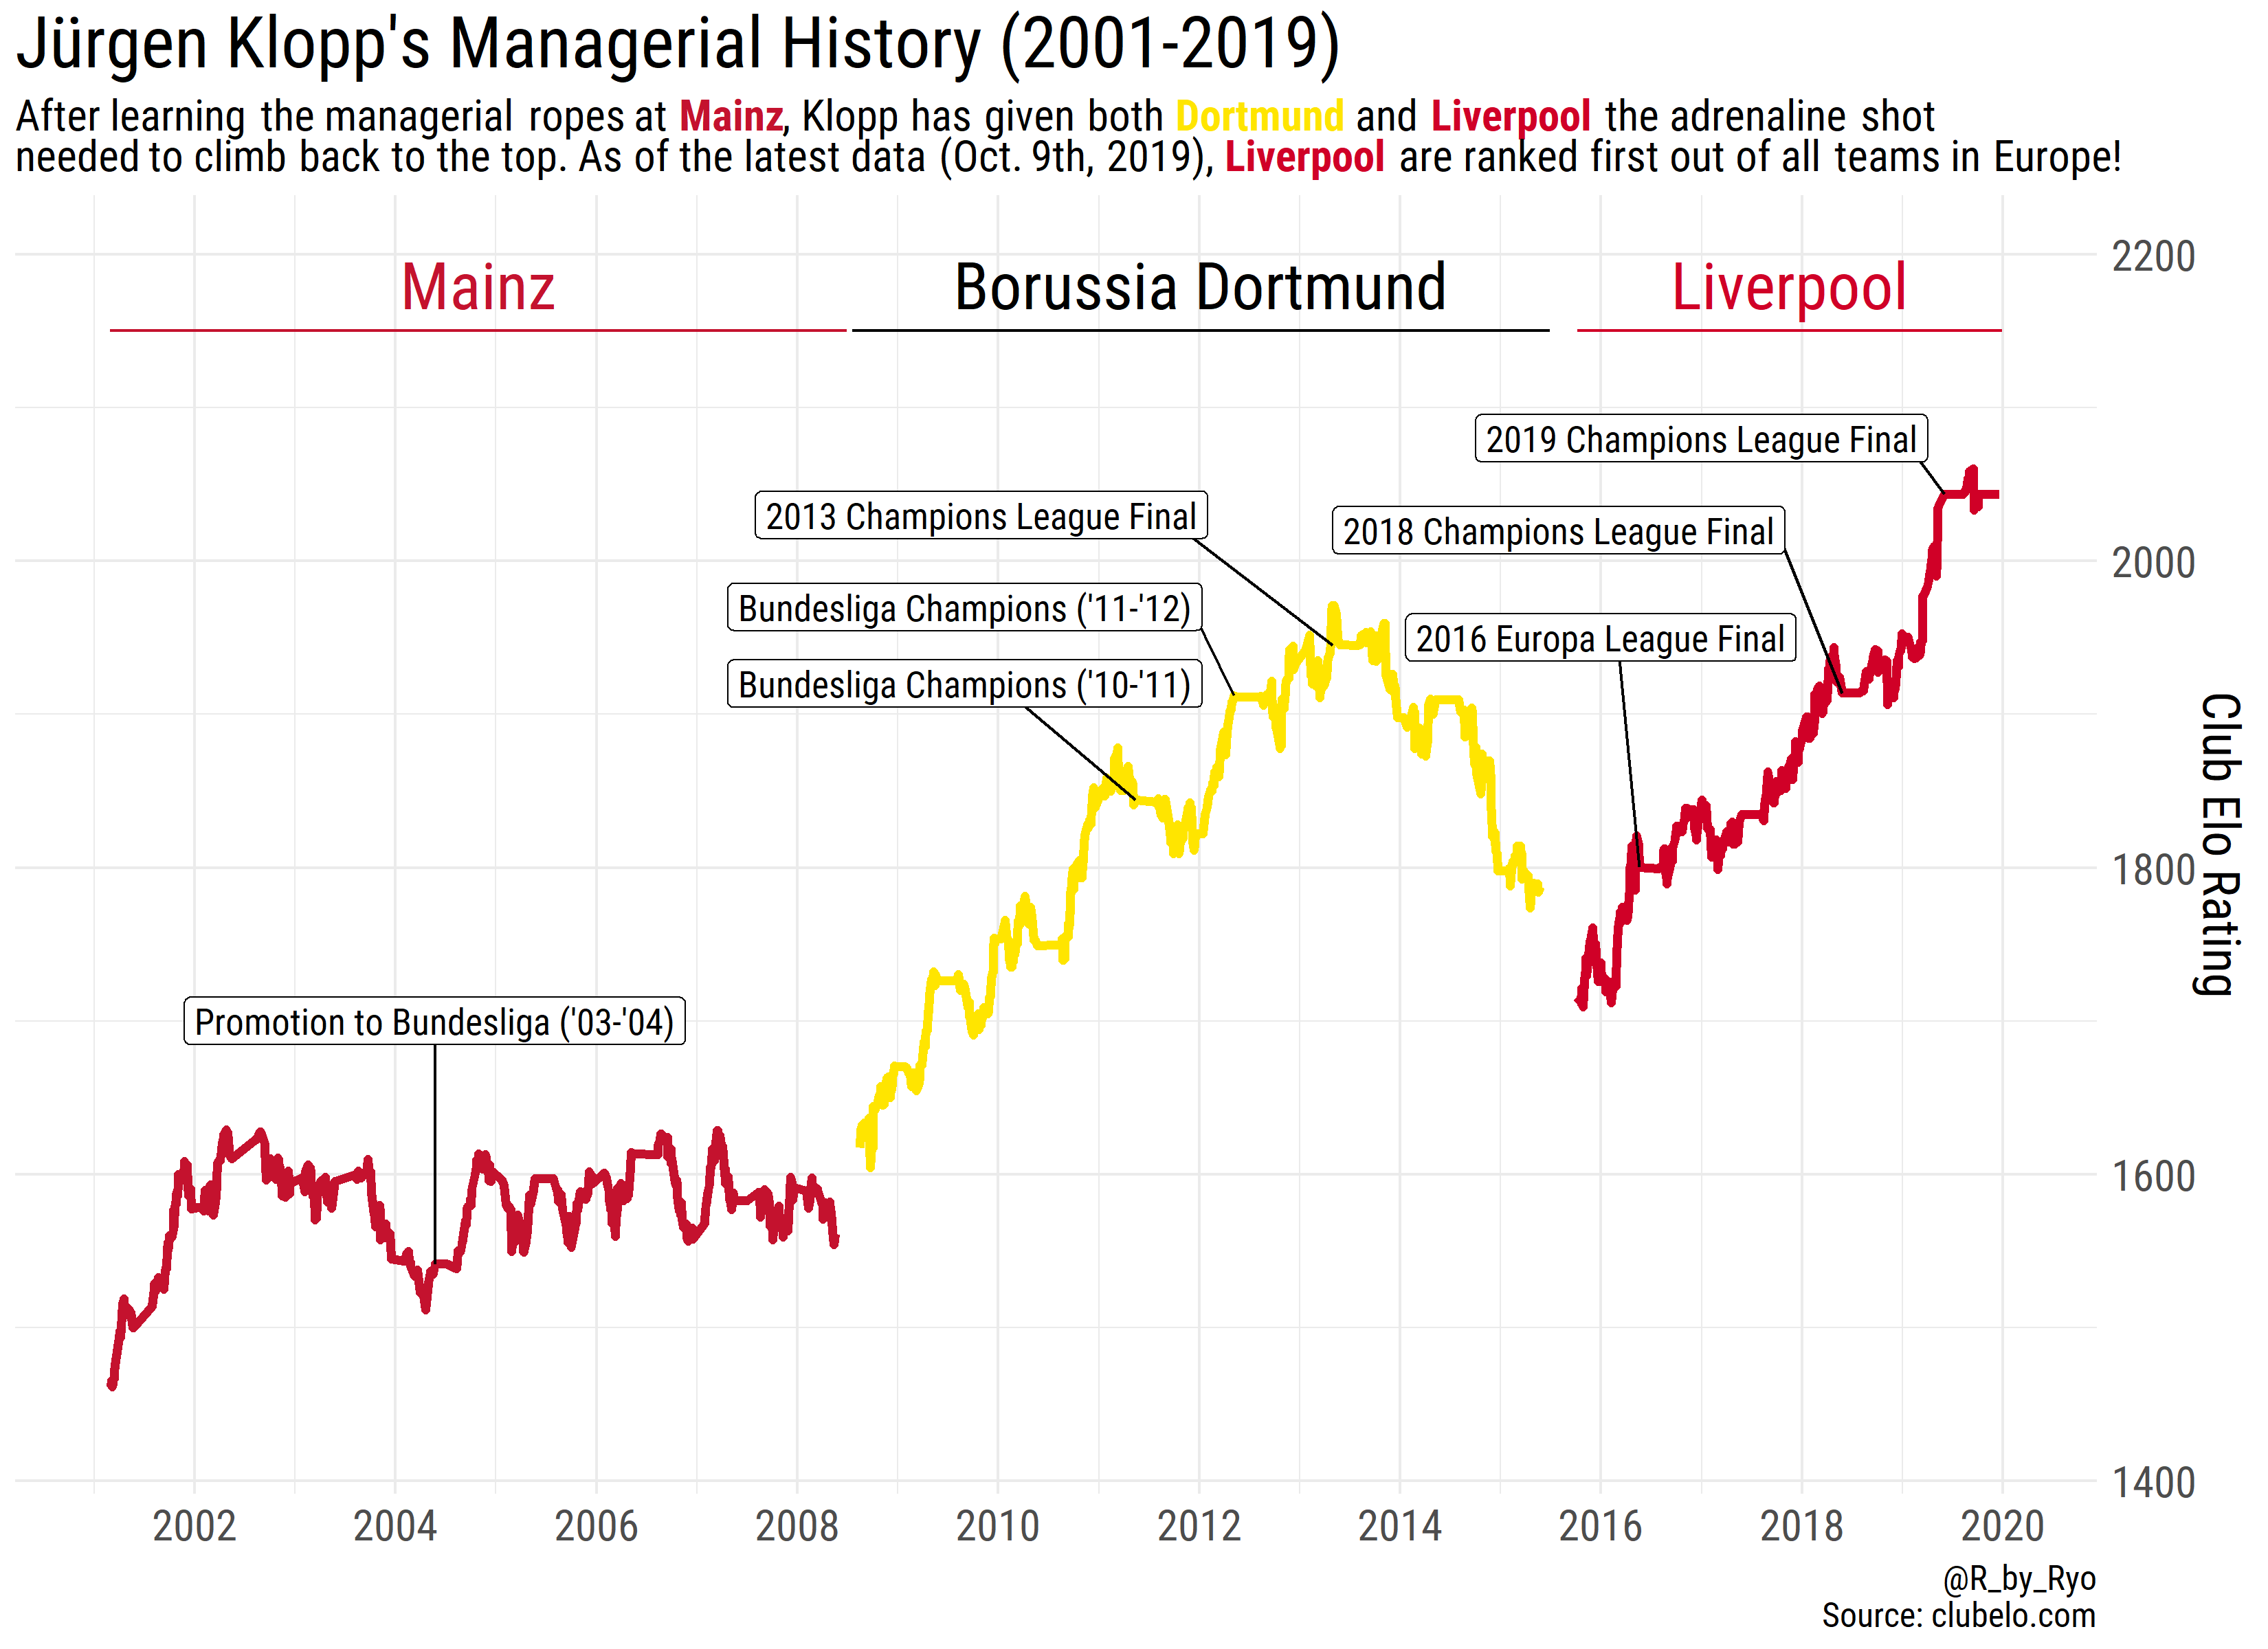 Jürgen Klopp's Managerial History (2001-2019)
After learning the managerial ropes at Mainz, Klopp has given both Dortmund and Liverpool the adrenaline shot
needed to climb back to the top. As of the latest data (Oct. 9th, 2019), Liverpool are ranked first out of all teams in Europe!
2200
Mainz
Borussia Dortmund
Liverpool
2019 Champions League Final
2013 Champions League Final
2018 Champions League Final
2000
Bundesliga Champions ('11-'12)
2016 Europa League Final
Bundesliga Champions ('10-'11)
Club Elo Rating
1800
Promotion to Bundesliga ('03-'04)
1600
1400
2002 2004 2006 2008 2010 2012 2014 2016 2018 2020
@R_by_Ryo
Source: clubelo.com